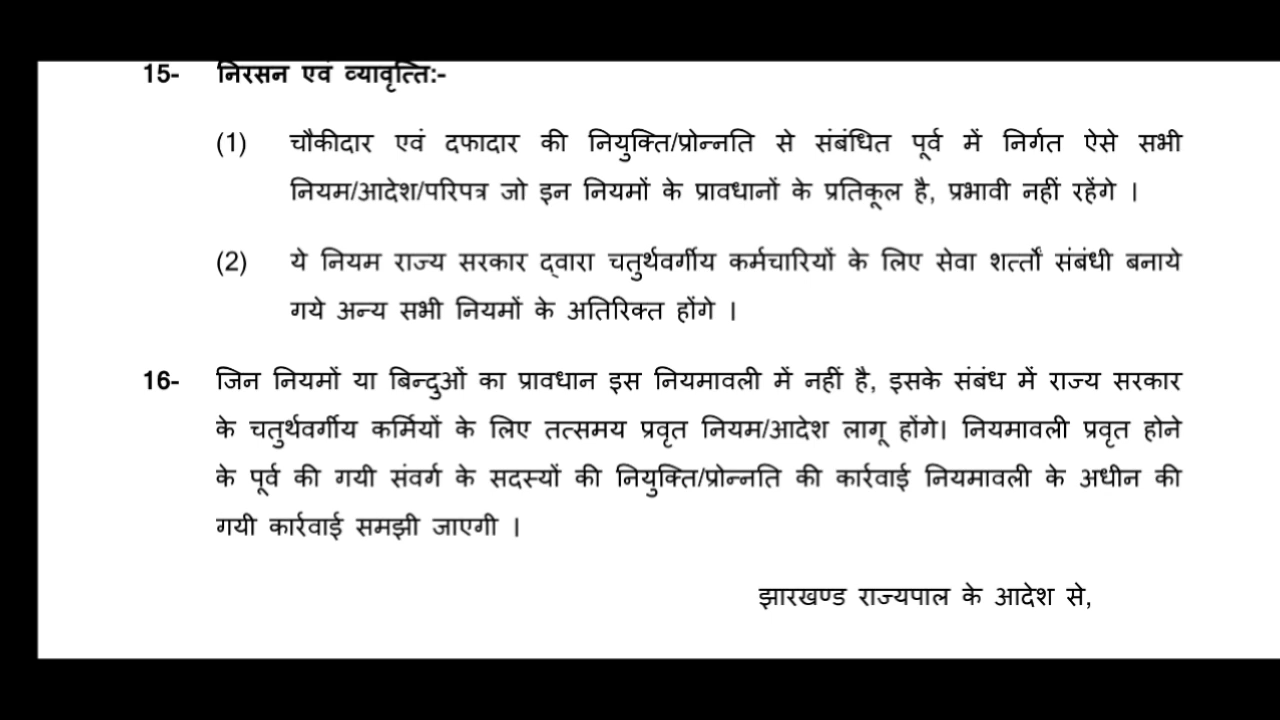 15- निरसन एवं व्यावृत्ति:-
(1) चौकीदार एवं दफादार की नियुक्ति/प्रोन्नति से संबंधित पूर्व में निर्गत ऐसे सभी
नियम/आदेश/परिपत्र जो इन नियमों के प्रावधानों के प्रतिकूल है, प्रभावी नहीं रहेंगे ।
(2) ये नियम राज्य सरकार द्वारा चतुर्थवर्गीय कर्मचारियों के लिए सेवा शर्त्तों संबंधी बनाये
गये अन्य सभी नियमों के अतिरिक्त होंगे ।
16- जिन नियमों या बिन्दुओं का प्रावधान इस नियमावली में नहीं है, इसके संबंध में राज्य सरकार
के चतुर्थवर्गीय कर्मियों के लिए तत्समय प्रवृत नियम/आदेश लागू होंगे। नियमावली प्रवृत होने
के पूर्व की गयी संवर्ग के सदस्यों की नियुक्ति/प्रोन्नति की कार्रवाई नियमावली के अधीन की
गयी कार्रवाई समझी जाएगी ।
झारखण्ड राज्यपाल के आदेश से,